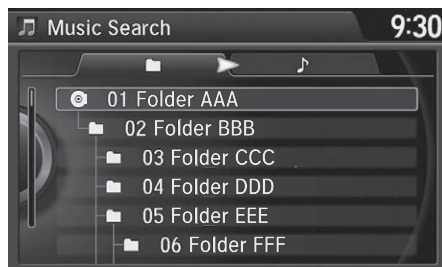 Music Search
9:30
01 Folder AAA
02 Folder BBB
03 Folder CCC
04 Folder DDD
05 Folder EEE
06 Folder FFF